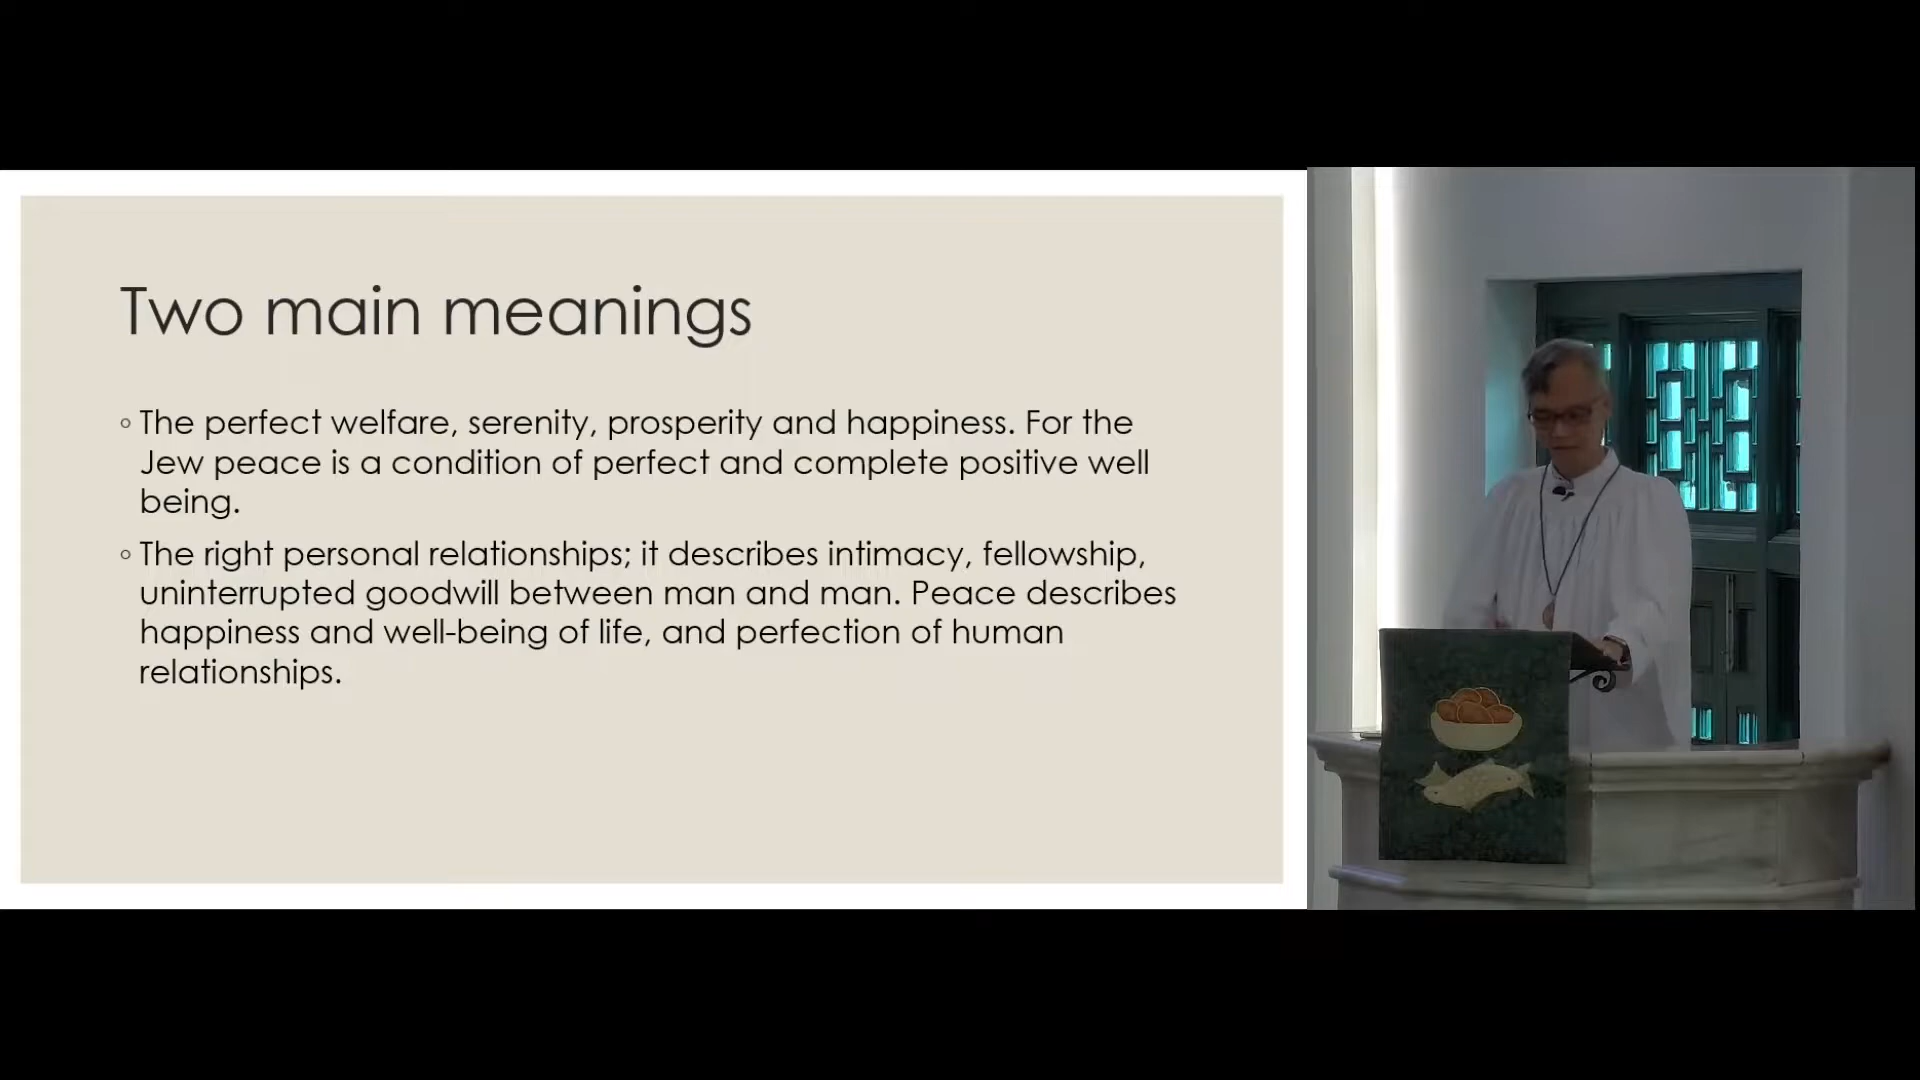 Two main meanings
◦ The perfect welfare, serenity, prosperity and happiness. For the
Jew peace is a condition of perfect and complete positive well
being.
◦ The right personal relationships; it describes intimacy, fellowship,
uninterrupted goodwill between man and man. Peace describes
happiness and well-being of life, and perfection of human
relationships.